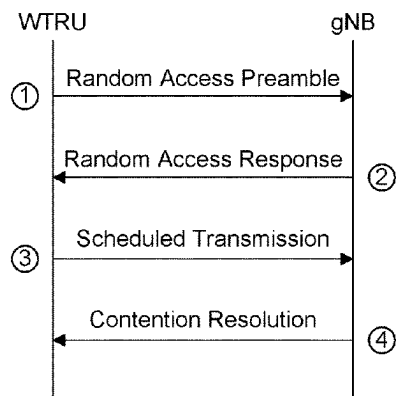 WTRU gNB
Random Access Preamble
①
Random Access Response
②
Scheduled Transmission
③
Contention Resolution
④